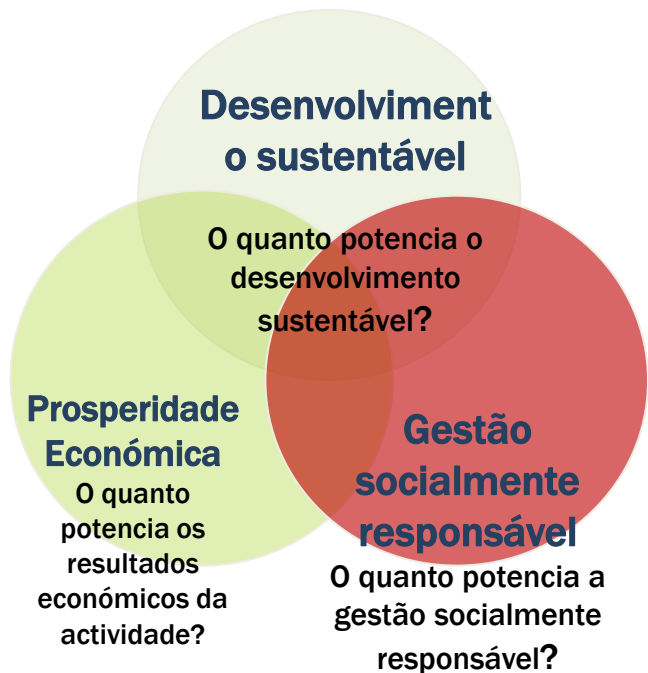 Desenvolviment
o sustentável
O quanto potencia o
desenvolvimento
sustentável?
Prosperidade
Económica
O quanto
potencia os
resultados
económicos da
actividade?
Gestão
socialmente
responsável
O quanto potencia a
gestão socialmente
responsável?